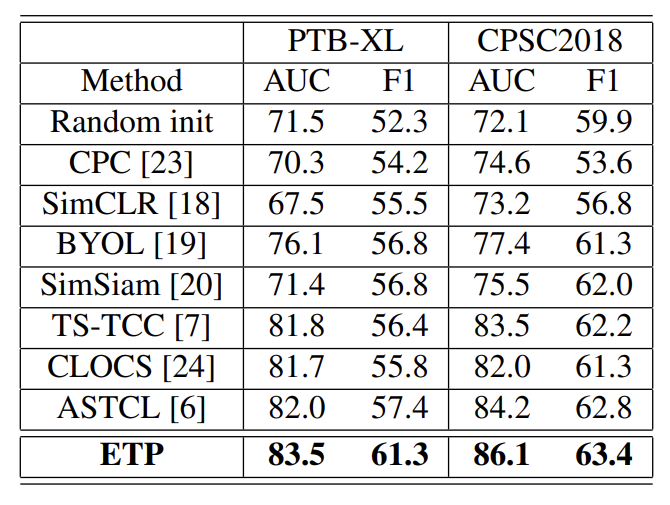 PTB-XL CPSC2018
Method AUC F1 AUC F1
Random init 71.5 52.3 72.1 59.9
CPC [23] 70.3 54.2 74.6 53.6
SimCLR [18] 67.5 55.5 73.2 56.8
BYOL [19] 76.1 56.8 77.4 61.3
SimSiam [20] 71.4 56.8 75.5 62.0
TS-TCC [7] 81.8 56.4 83.5 62.2
CLOCS [24] 81.7 55.8 82.0 61.3
ASTCL [6] 82.0 57.4 84.2 62.8
ETP 83.5 61.3 86.1 63.4